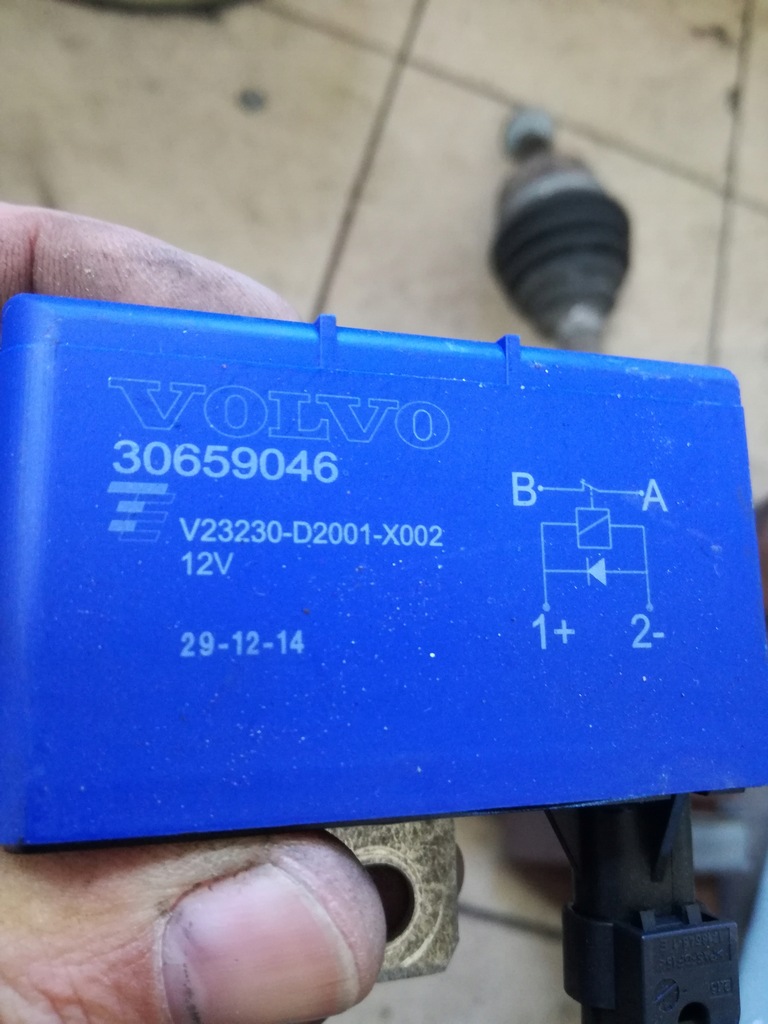 VOLVO
30659046
V23230-D2001-X002
12V
29-12-14
B A
1+ 2-